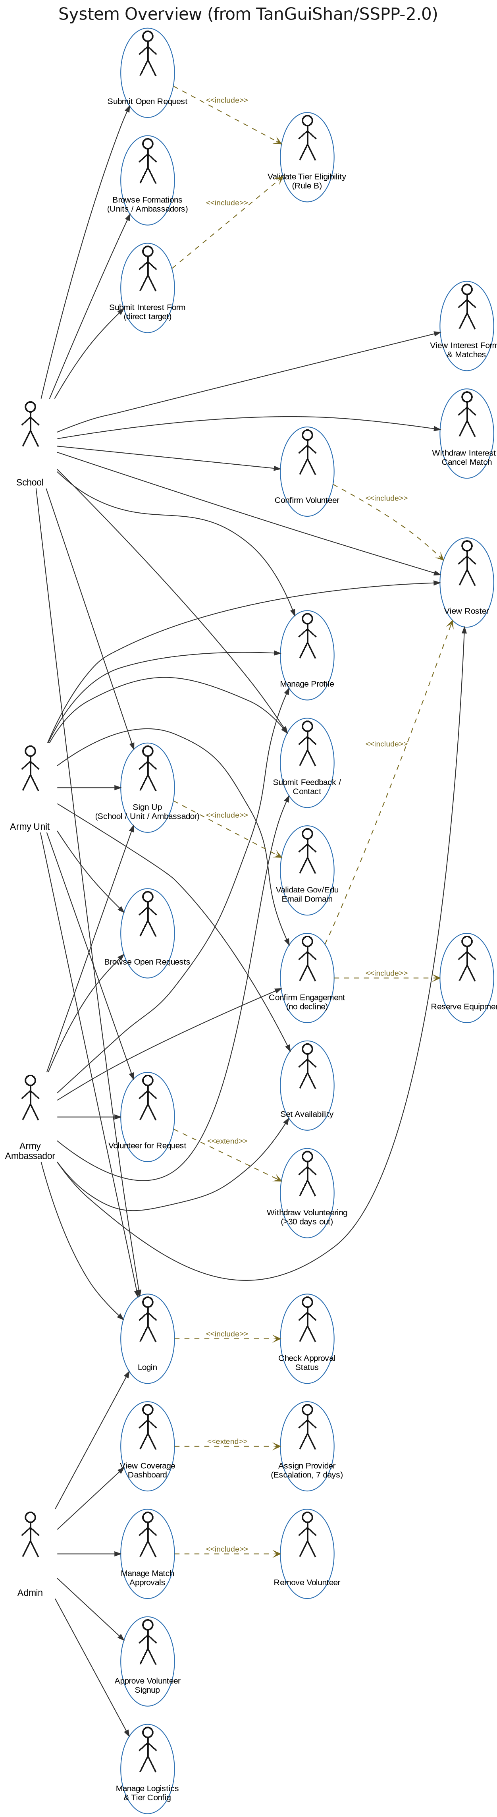 System Overview (from TanGuiShan/SSPP-2.0)
Submit Open Request
<<include>>
Validate Tier Eligibility
(Rule B)
Browse Formations
(Units / Ambassadors)
<<include>>
Submit Interest Form
(direct target)
View Interest Form
& Matches
School
Withdraw Interest /
Cancel Match
Confirm Volunteer
<<include>>
View Roster
Manage Profile
<<include>>
Army Unit
Sign Up
(School / Unit / Ambassador)
<<include>>
Submit Feedback /
Contact
Validate Gov/Edu
Email Domain
Browse Open Requests
Confirm Engagement
(no decline)
<<include>>
Reserve Equipmen
Army
Ambassador
Volunteer for Request
<<extend>>
Set Availability
Withdraw Volunteering
(>30 days out)
Login
<<include>>
Check Approval
Status
View Coverage
Dashboard
<<extend>>
Assign Provider
(Escalation, 7 days)
Admin
Manage Match
Approvals
<<include>>
Remove Volunteer
Approve Volunteer
Signup
Manage Logistics
& Tier Config